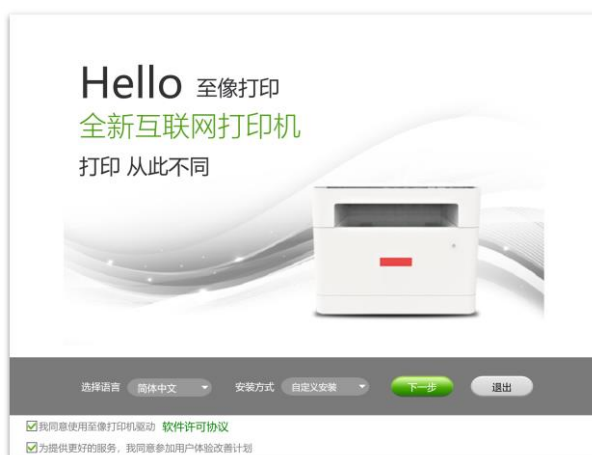 Hello 至像打印
全新互联网打印机
打印 从此不同
选择语言 简体中文 安装方式 自定义安装 下一步 退出
我同意使用至像打印机驱动 软件许可协议
为提供更好的服务，我同意参加用户体验改善计划